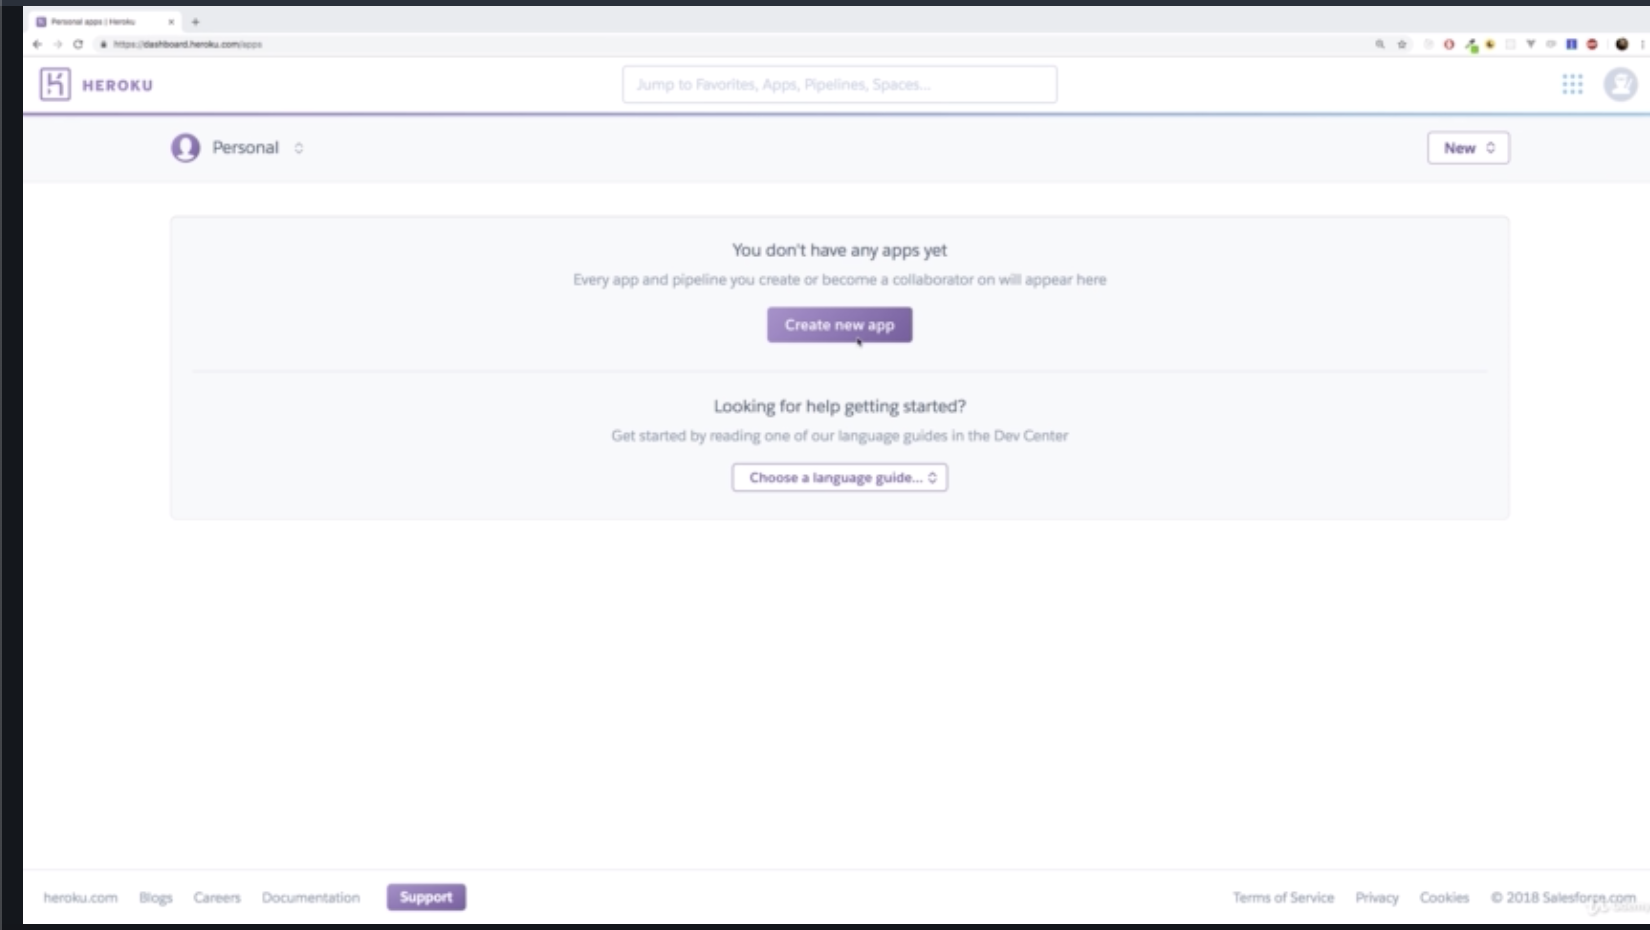 Personal apps | Heroku
https://dashboard.heroku.com/apps
HEROKU
Jump to Favorites, Apps, Pipelines, Spaces...
Personal
New
You don't have any apps yet
Every app and pipeline you create or become a collaborator on will appear here
Create new app
Looking for help getting started?
Get started by reading one of our language guides in the Dev Center
Choose a language guide...
heroku.com Blogs Careers Documentation Support Terms of Service Privacy Cookies © 2018 Salesforce.com